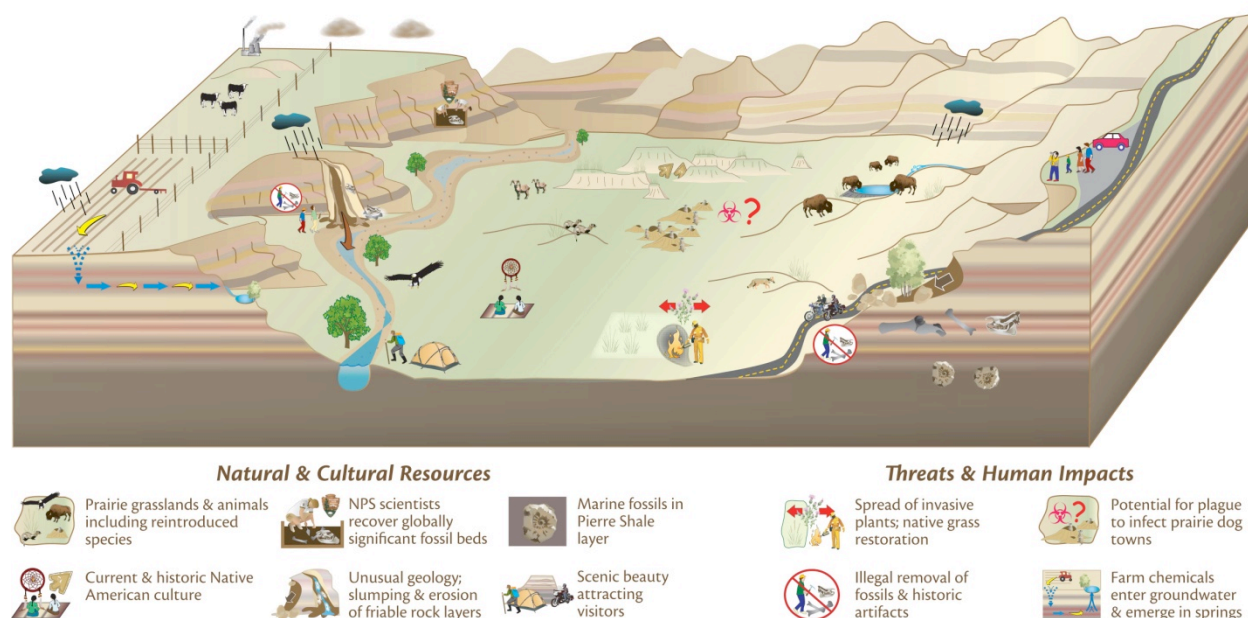 Natural & Cultural Resources
Prairie grasslands & animals
including reintroduced
species
NPS scientists
recover globally
significant fossil beds
Marine fossils in
Pierre Shale
layer
Current & historic Native
American culture
Unusual geology;
slumping & erosion
of friable rock layers
Scenic beauty
attracting
visitors
Threats & Human Impacts
Spread of invasive
plants; native grass
restoration
Potential for plague
to infect prairie dog
towns
Illegal removal of
fossils & historic
artifacts
Farm chemicals
enter groundwater
& emerge in springs
?
?